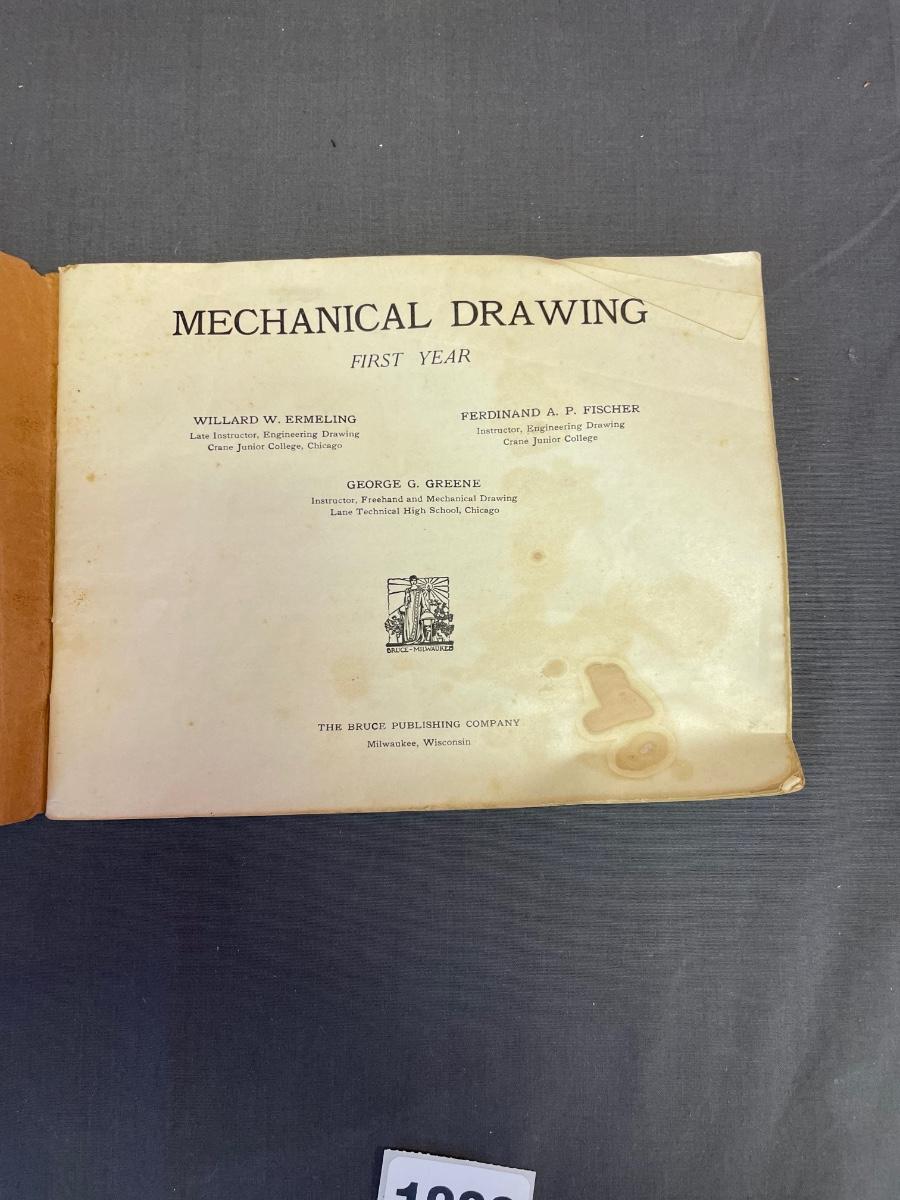 MECHANICAL DRAWING
FIRST YEAR
WILLARD W. ERMELING
Late Instructor, Engineering Drawing
Crane Junior College, Chicago
FERDINAND A. P. FISCHER
Instructor, Engineering Drawing
Crane Junior College
GEORGE G. GREENE
Instructor, Freehand and Mechanical Drawing
Lane Technical High School, Chicago
BRUCE-MILWAUKEE
THE BRUCE PUBLISHING COMPANY
Milwaukee, Wisconsin